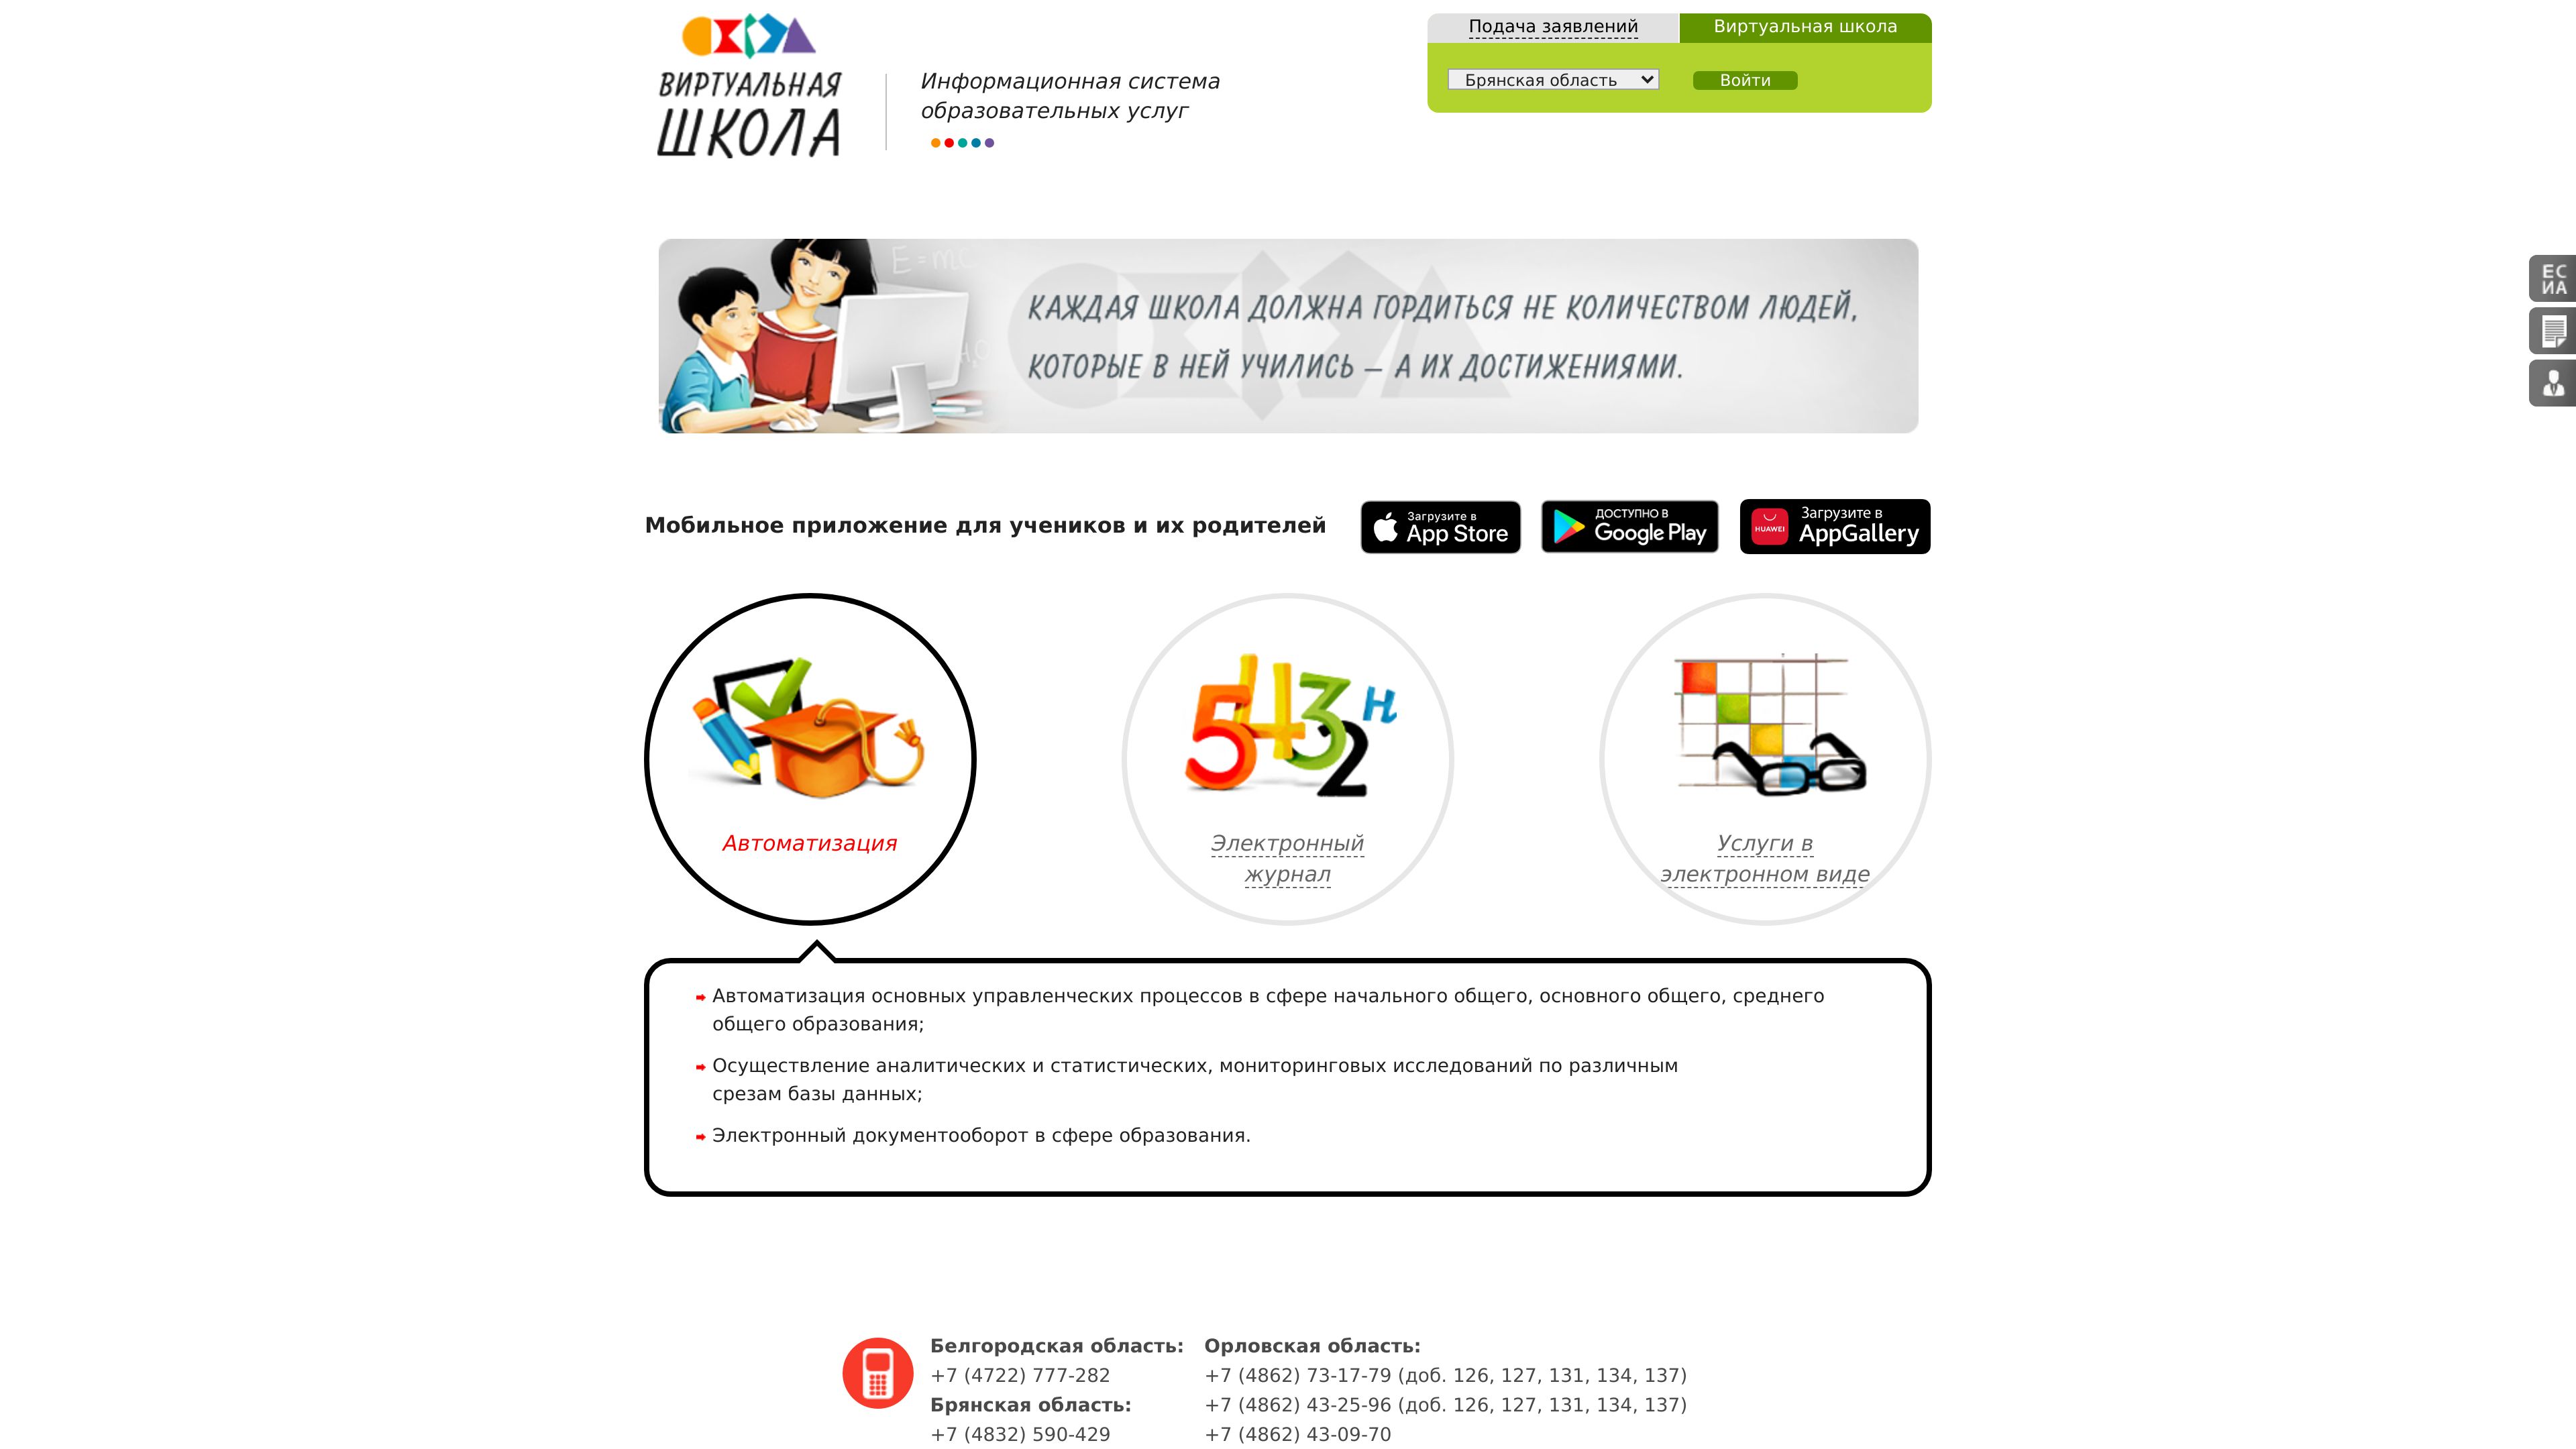 ВИРТУАЛЬНАЯ
ШКОЛА
Информационная система
образовательных услуг
Подача заявлений
Виртуальная школа
Брянская область
Войти
ЕС
ИА
E=mc
КАЖДАЯ ШКОЛА ДОЛЖНА ГОРДИТЬСЯ НЕ КОЛИЧЕСТВОМ ЛЮДЕЙ,
КОТОРЫЕ В НЕЙ УЧИЛИСЬ – А ИХ ДОСТИЖЕНИЯМИ.
Мобильное приложение для учеников и их родителей
Загрузите в
App Store
ДОСТУПНО В
Google Play
HUAWEI
Загрузите в
AppGallery
5 4 3 2 н
Автоматизация
Электронный
журнал
Услуги в
электронном виде
Автоматизация основных управленческих процессов в сфере начального общего, основного общего, среднего
общего образования;
Осуществление аналитических и статистических, мониторинговых исследований по различным
срезам базы данных;
Электронный документооборот в сфере образования.
Белгородская область:
+7 (4722) 777-282
Брянская область:
+7 (4832) 590-429
Орловская область:
+7 (4862) 73-17-79 (доб. 126, 127, 131, 134, 137)
+7 (4862) 43-25-96 (доб. 126, 127, 131, 134, 137)
+7 (4862) 43-09-70